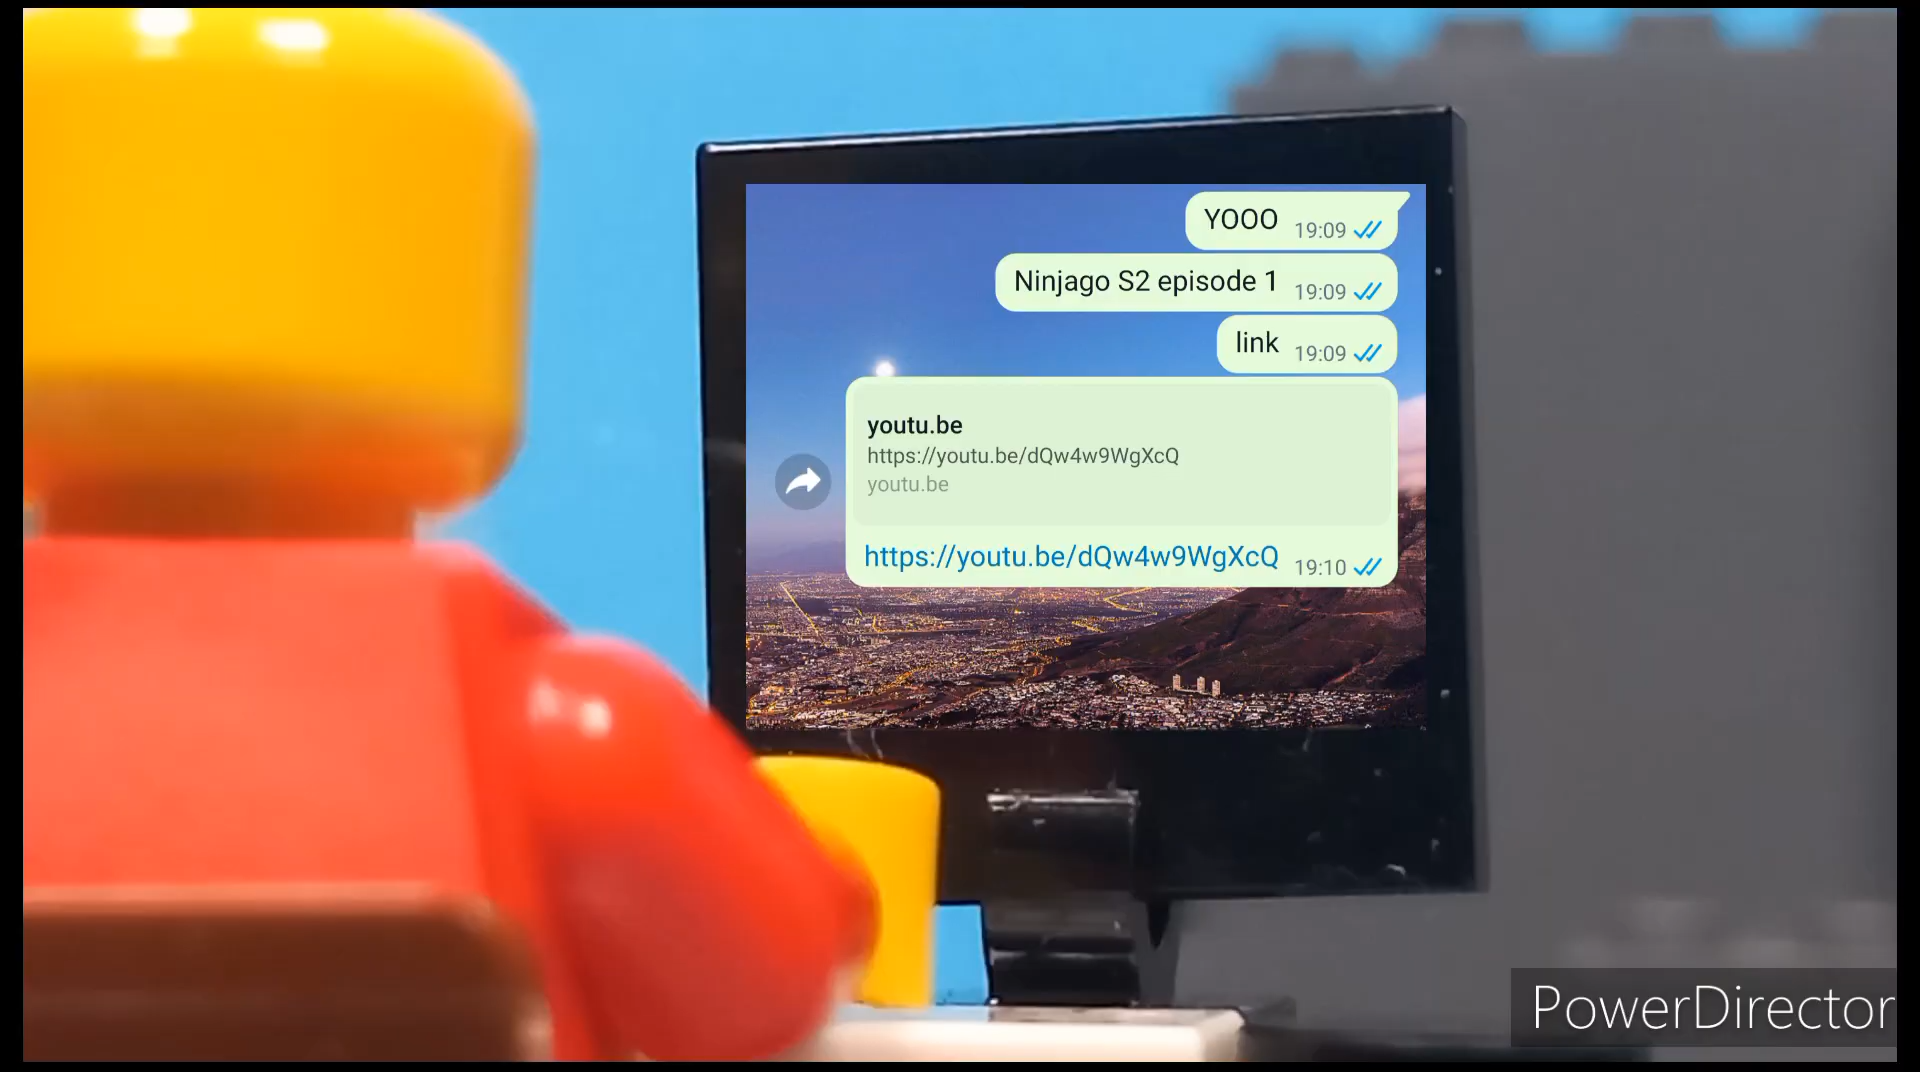 YOOO 19:09
Ninjago S2 episode 1 19:09
link 19:09
youtu.be
https://youtu.be/dQw4w9WgXcQ
youtu.be
https://youtu.be/dQw4w9WgXcQ 19:10
PowerDirector